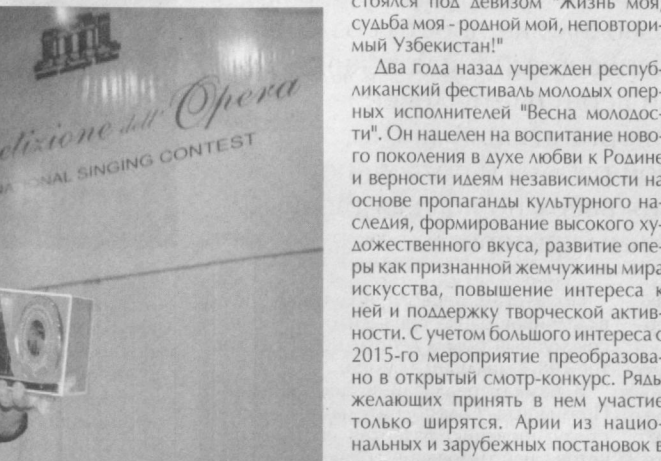 dell' Opera
NATIONAL SINGING CONTEST
стоялся под девизом "Жизнь моя,
судьба моя - родной мой, неповтори-
мый Узбекистан!"
Два года назад учрежден респуб-
ликанский фестиваль молодых опер-
ных исполнителей "Весна молодос-
ти". Он нацелен на воспитание ново-
го поколения в духе любви к Родине
и верности идеям независимости на
основе пропаганды культурного на-
следия, формирование высокого ху-
дожественного вкуса, развитие опе-
ры как признанной жемчужины мира
искусства, повышение интереса к
ней и поддержку творческой актив-
ности. С учетом большого интереса с
2015-го мероприятие преобразова-
но в открытый смотр-конкурс. Ряды
желающих принять в нем участие
только ширятся. Арии из нацио-
нальных и зарубежных постановок в